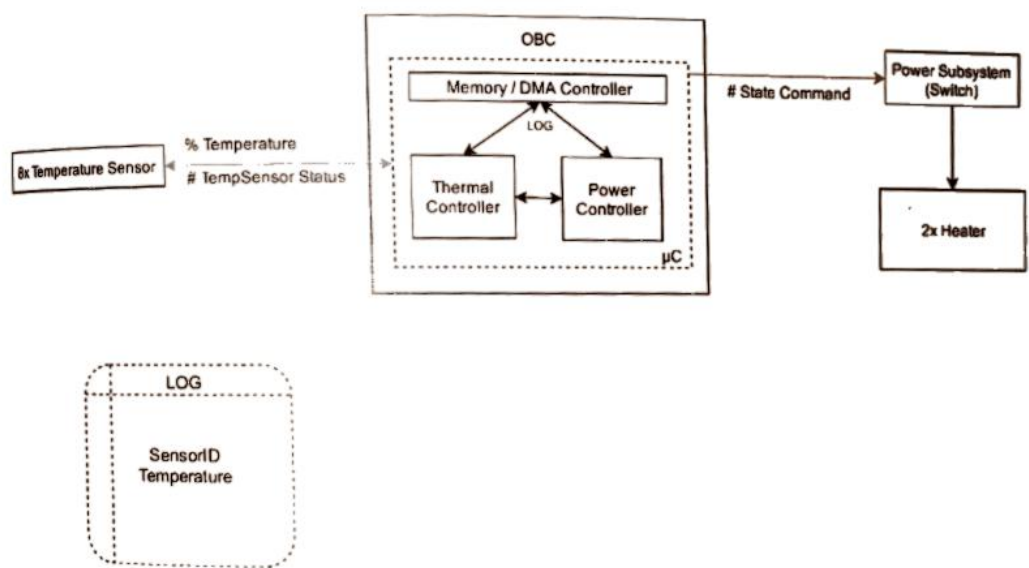 OBC
Memory / DMA Controller
LOG
Thermal
Controller
Power
Controller
µC
8x Temperature Sensor
% Temperature
# TempSensor Status
# State Command
Power Subsystem
(Switch)
2x Heater
LOG
SensorID
Temperature